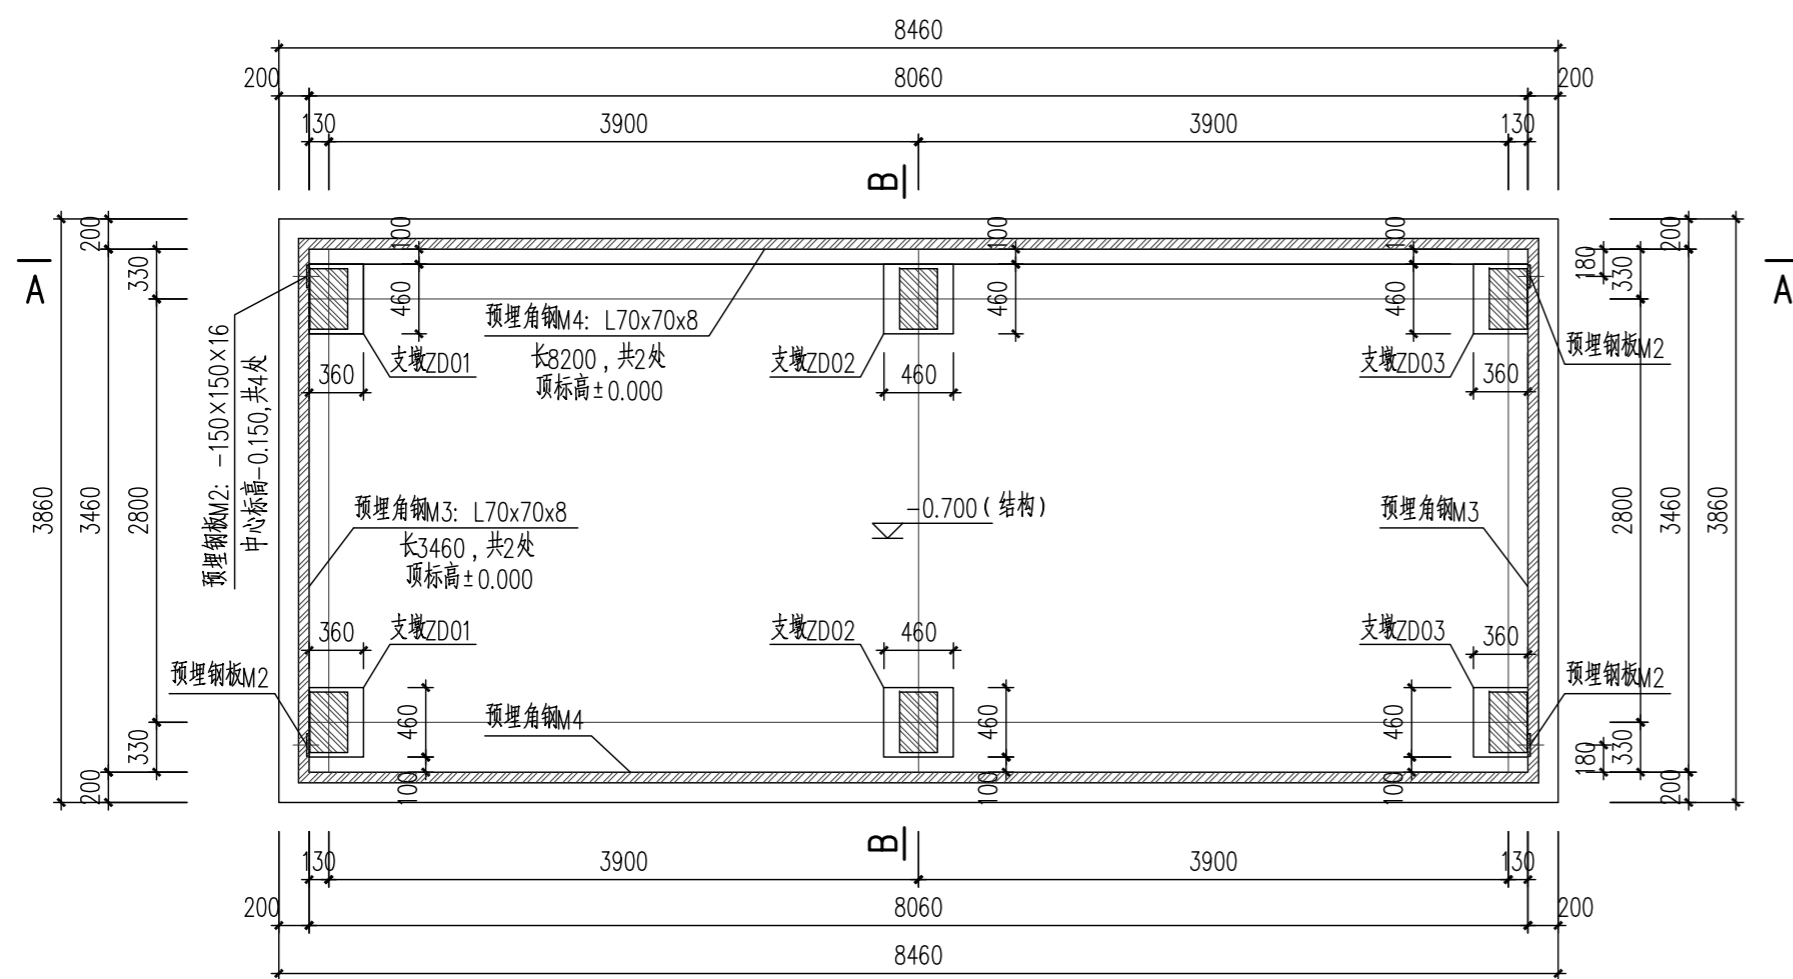 8460
200
8060
200
130
3900
3900
130
B
A
A
3860
3460
2800
200
330
330
200
100
100
100
460
460
460
180
330
200
预埋角钢M4: L70x70x8
长8200，共2处
顶标高±0.000
支墩ZD01
支墩ZD02
支墩ZD03
预埋钢板M2
360
460
360
预埋钢板M2: -150×150×16
中心标高-0.150,共4处
预埋角钢M3: L70x70x8
长3460，共2处
顶标高±0.000
-0.700(结构)
预埋角钢M3
2800
3460
3860
360
支墩ZD01
支墩ZD02
460
支墩ZD03
360
预埋钢板M2
预埋钢板M2
预埋角钢M4
460
460
460
100
100
100
180
330
200
B
130
3900
3900
130
200
8060
200
8460